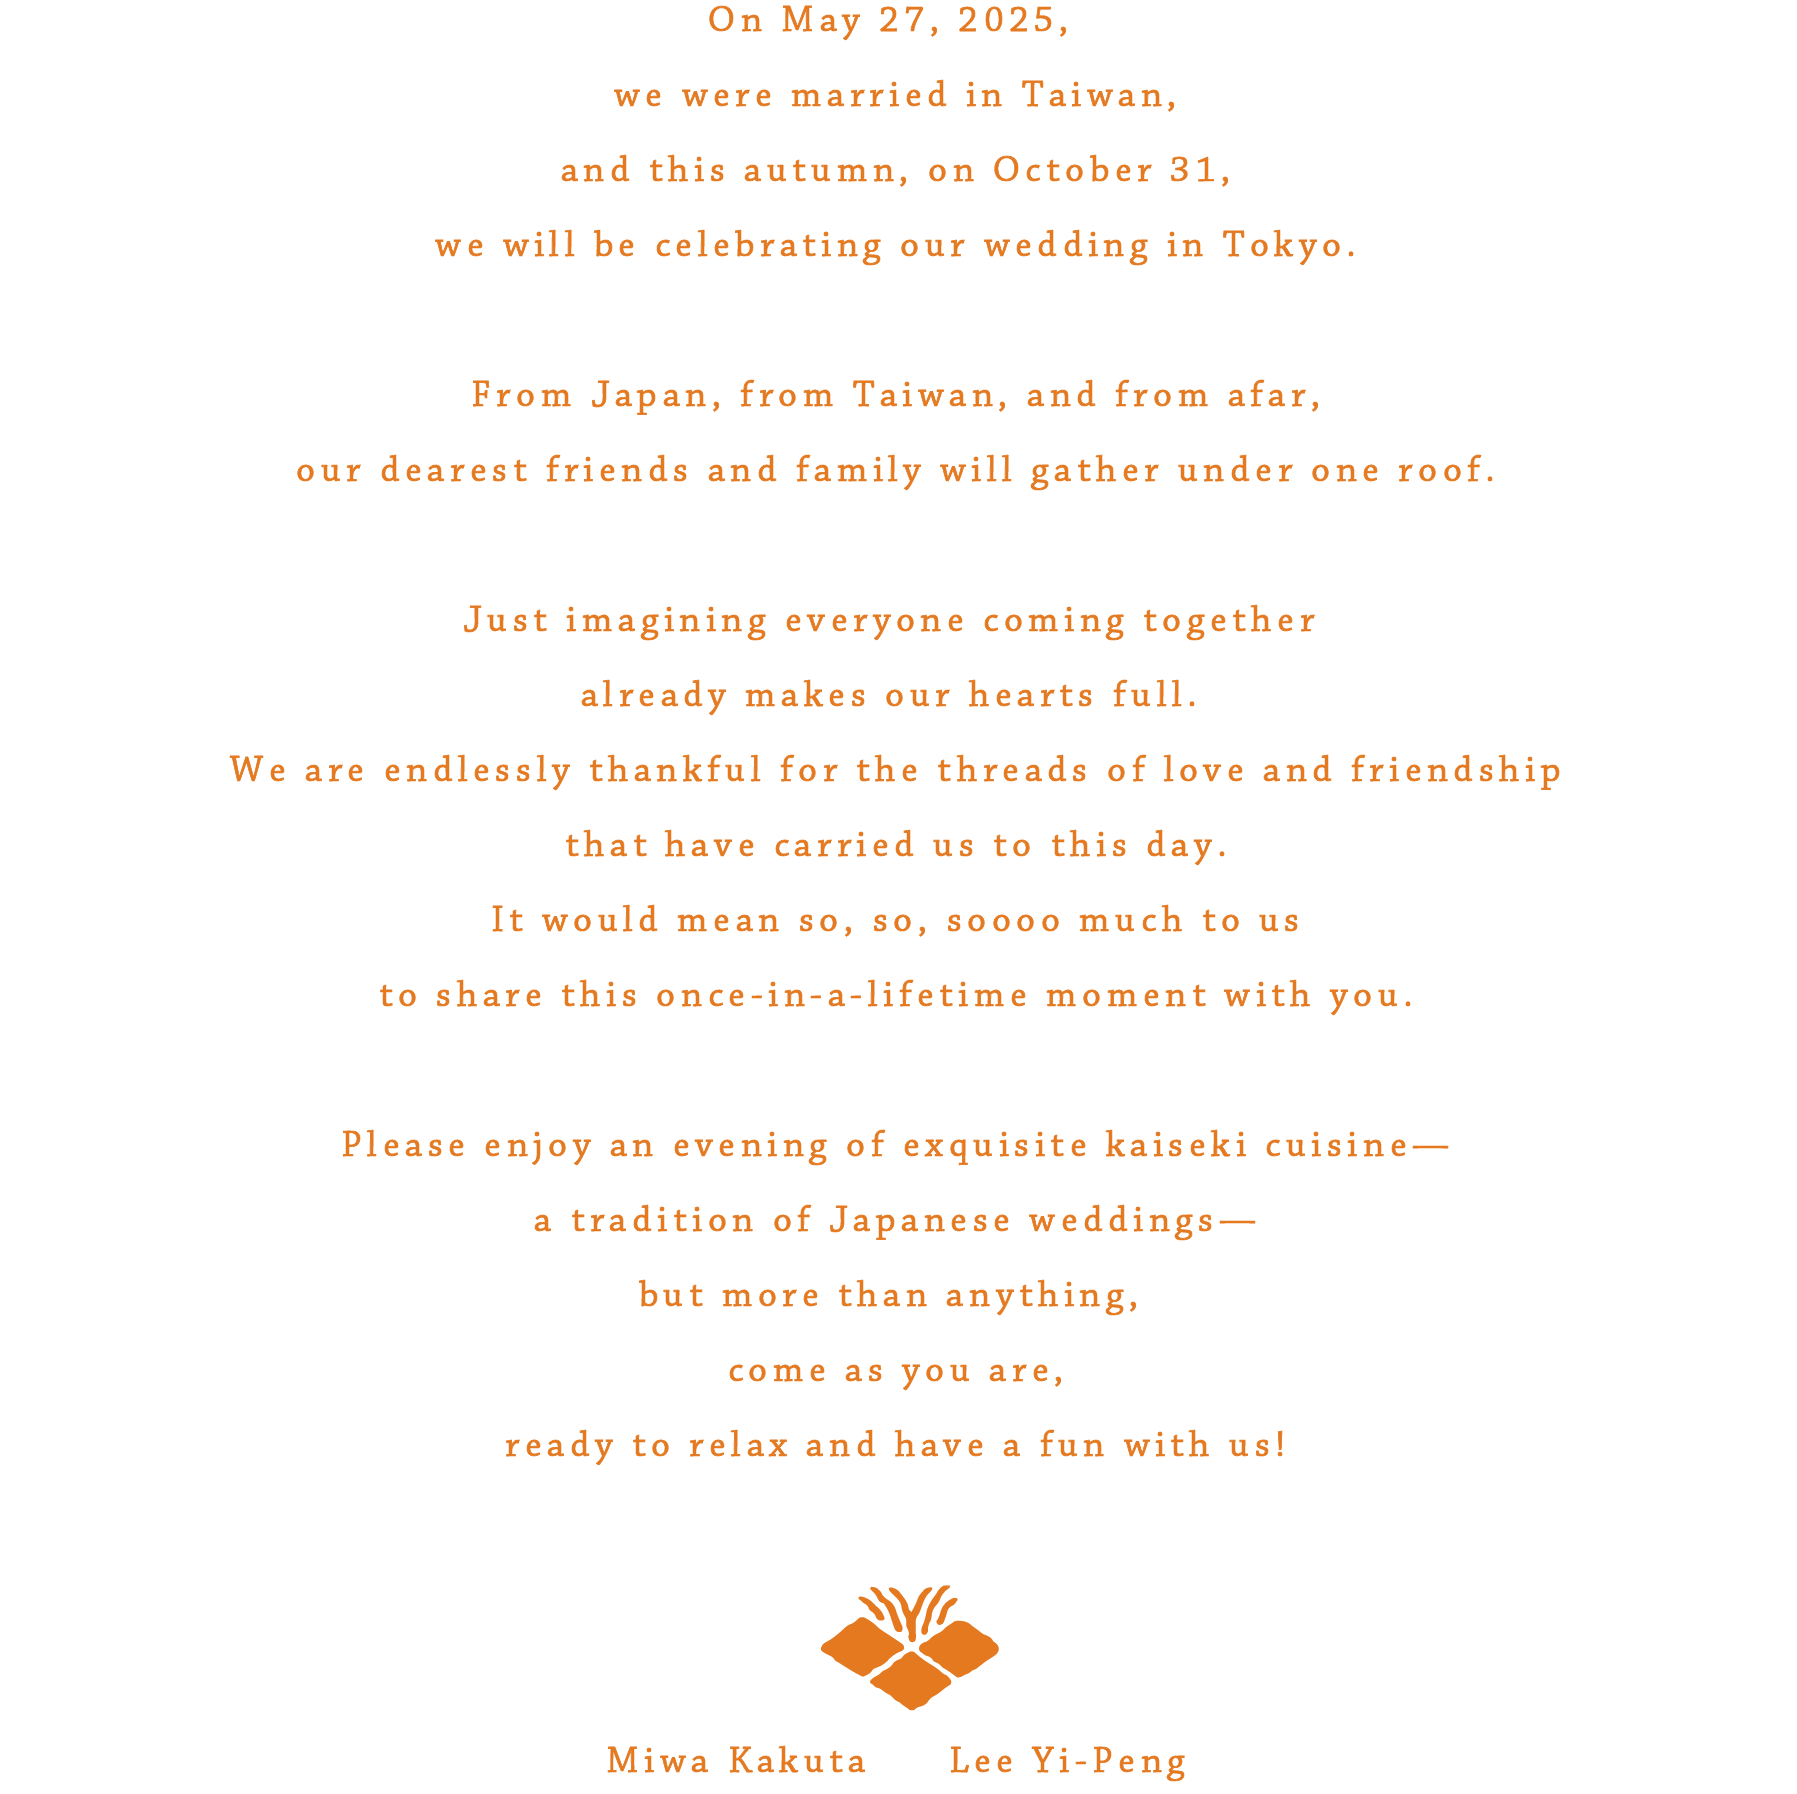 On May 27, 2025,
we were married in Taiwan,
and this autumn, on October 31,
we will be celebrating our wedding in Tokyo.
From Japan, from Taiwan, and from afar,
our dearest friends and family will gather under one roof.
Just imagining everyone coming together
already makes our hearts full.
We are endlessly thankful for the threads of love and friendship
that have carried us to this day.
It would mean so, so, soooo much to us
to share this once-in-a-lifetime moment with you.
Please enjoy an evening of exquisite kaiseki cuisine—
a tradition of Japanese weddings—
but more than anything,
come as you are,
ready to relax and have a fun with us!
Miwa Kakuta Lee Yi-Peng